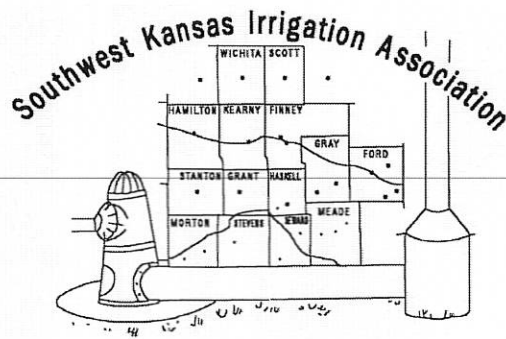 Southwest Kansas Irrigation Association
WICHITA SCOTT
HAMILTON KEARNY FINNEY
GRAY
FORD
STANTON GRANT HASKELL
MORTON STEVENS SEWARD MEADE